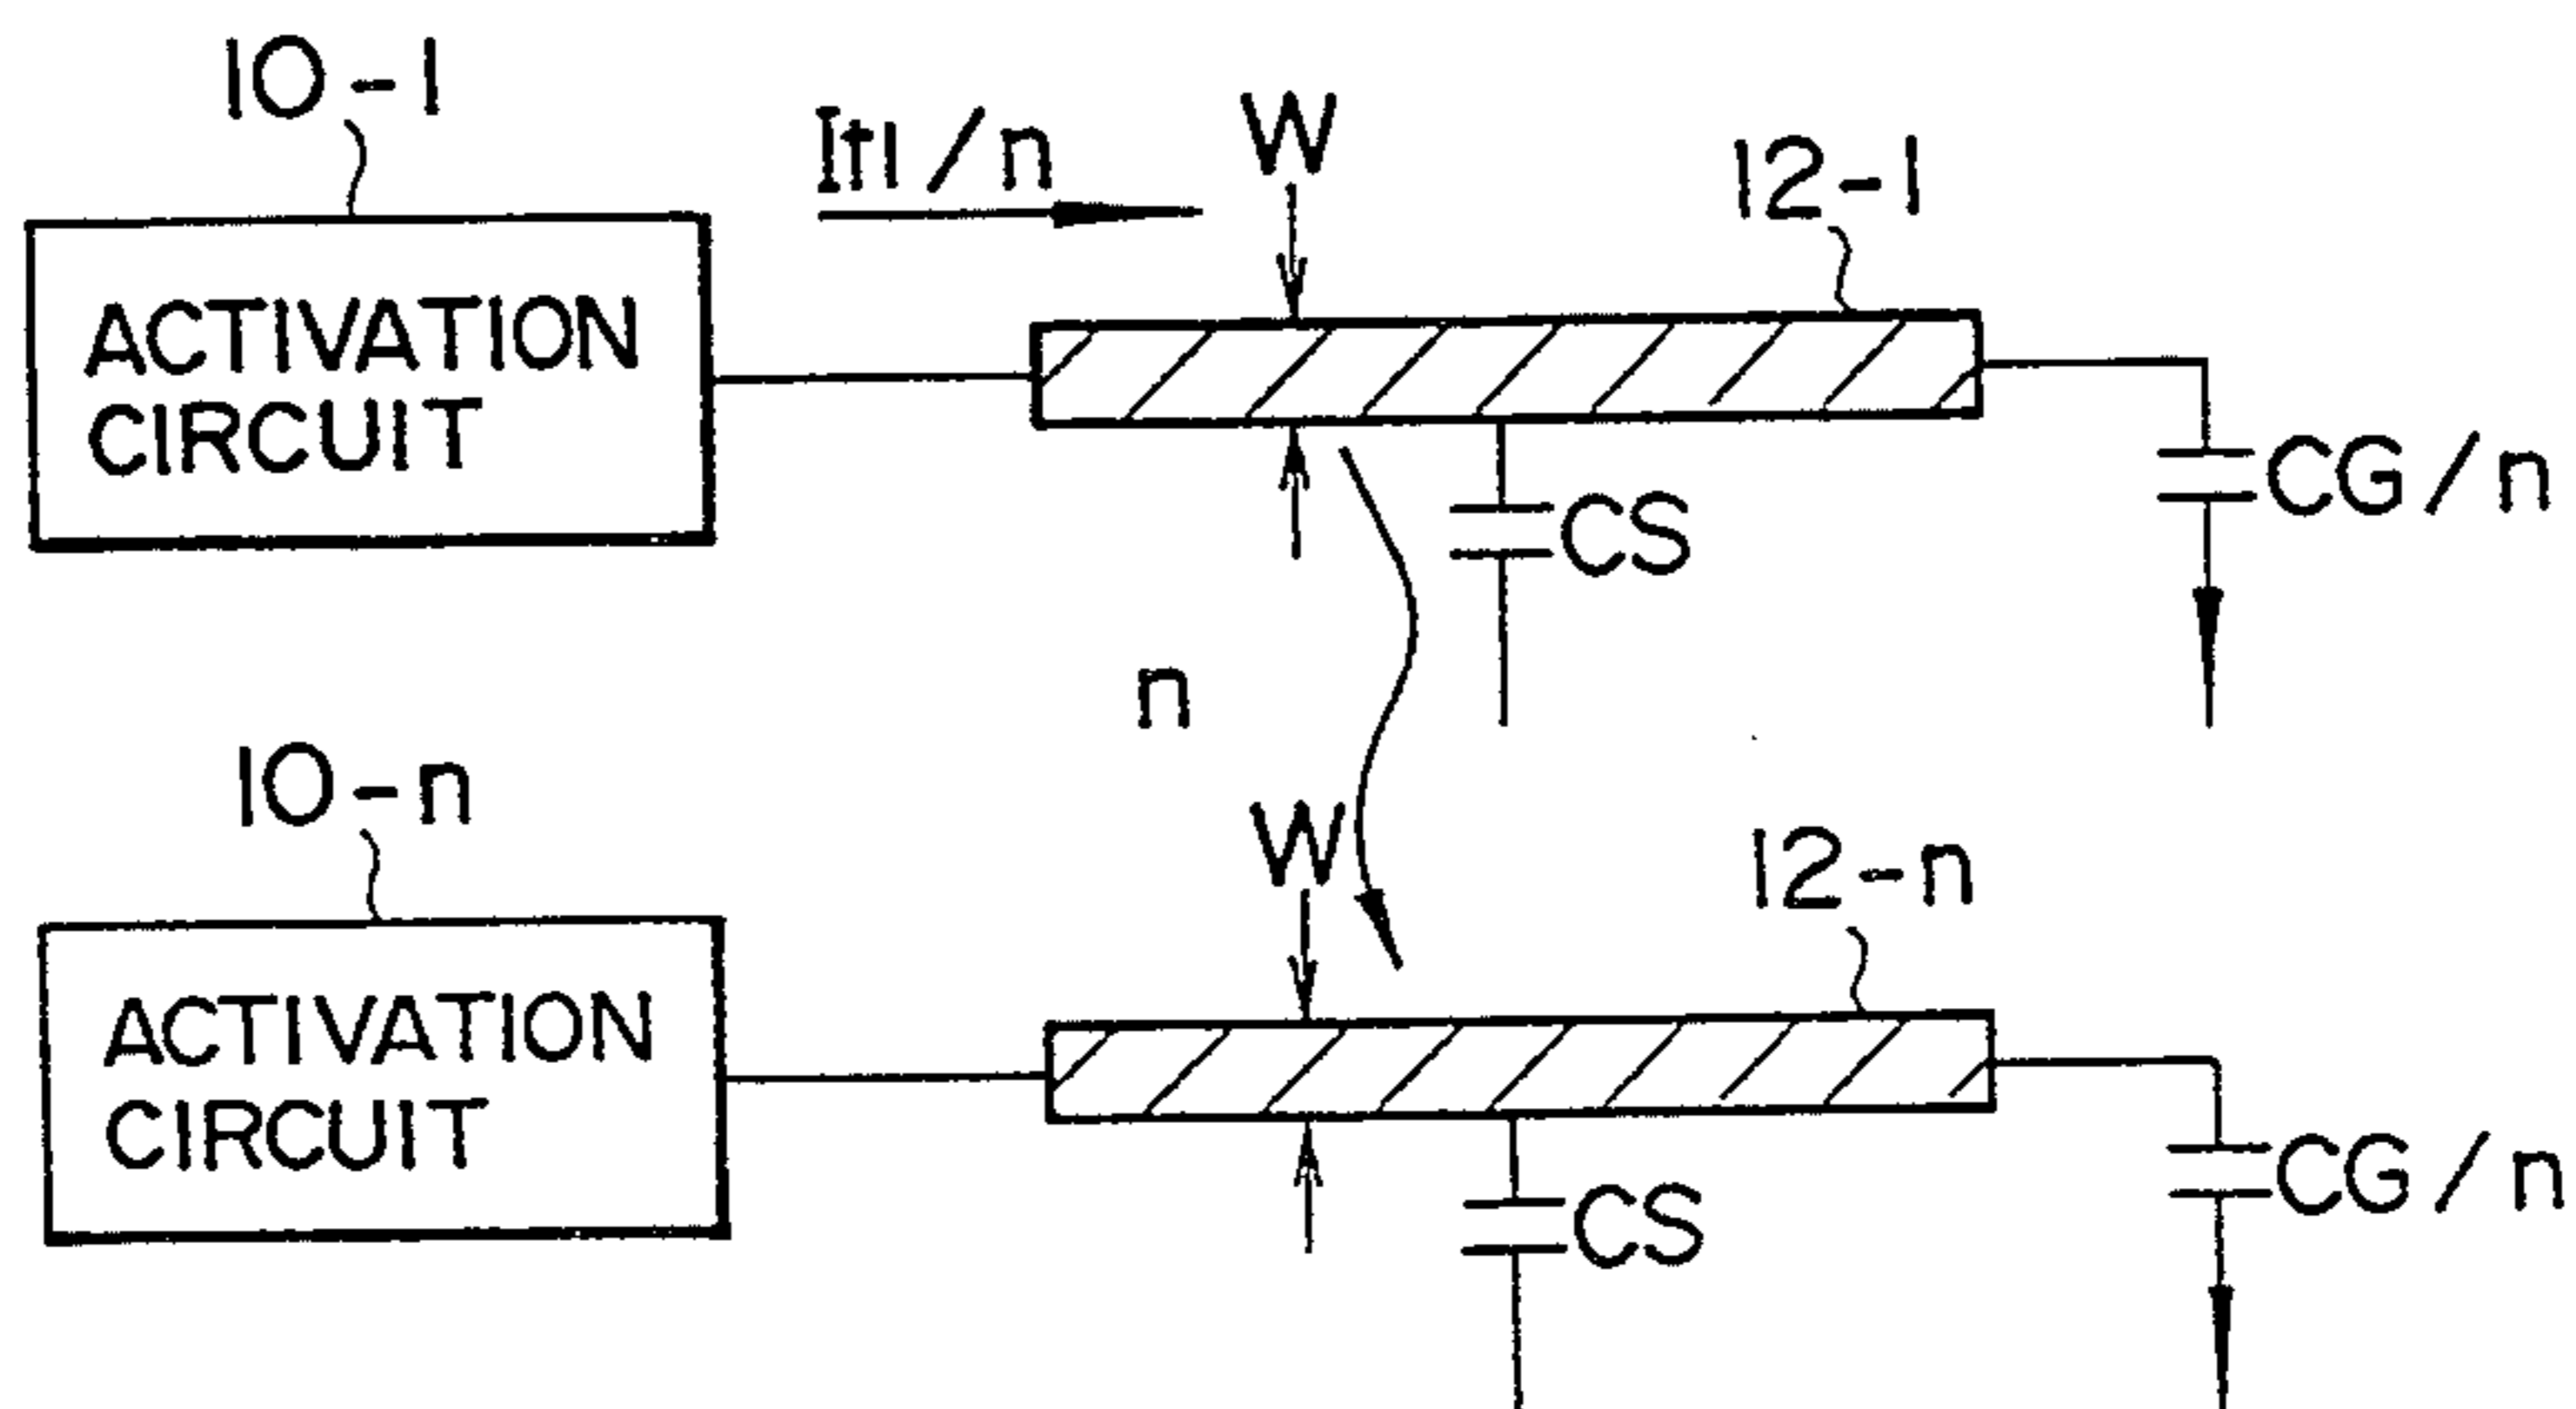 10-1
It1/n
W
12-1
ACTIVATION
CIRCUIT
CS
CG/n
n
10-n
W
12-n
ACTIVATION
CIRCUIT
CS
CG/n